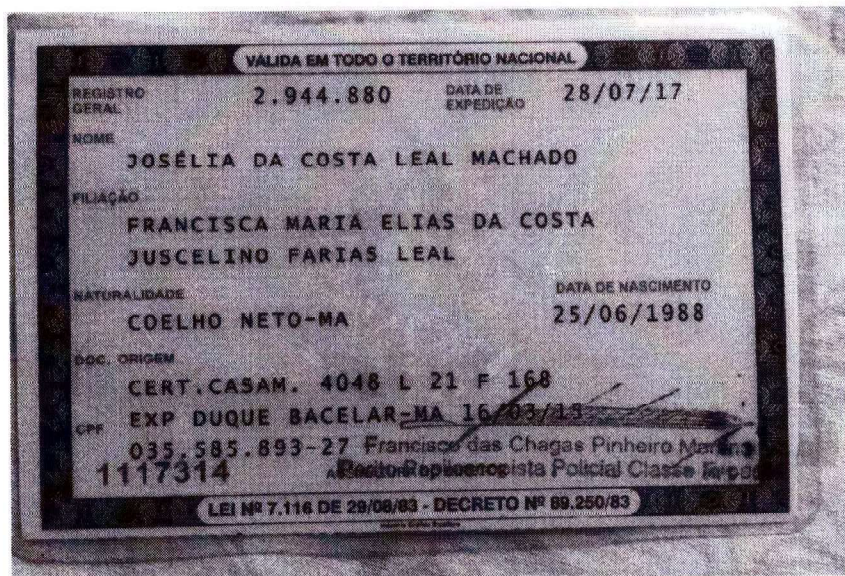 VÁLIDA EM TODO O TERRITÓRIO NACIONAL
REGISTRO GERAL 2.944.880 DATA DE EXPEDIÇÃO 28/07/17
NOME
JOSÉLIA DA COSTA LEAL MACHADO
FILIAÇÃO
FRANCISCA MARIA ELIAS DA COSTA
JUSCELINO FARIAS LEAL
NATURALIDADE DATA DE NASCIMENTO
COELHO NETO-MA 25/06/1988
DOC. ORIGEM
CERT.CASAM. 4048 L 21 F 168
EXP DUQUE BACELAR-MA 16/03/15
CPF 035.585.893-27 Francisco das Chagas Pinheiro
1117314 Policial Classe
LEI Nº 7.116 DE 29/08/83 - DECRETO Nº 89.250/83